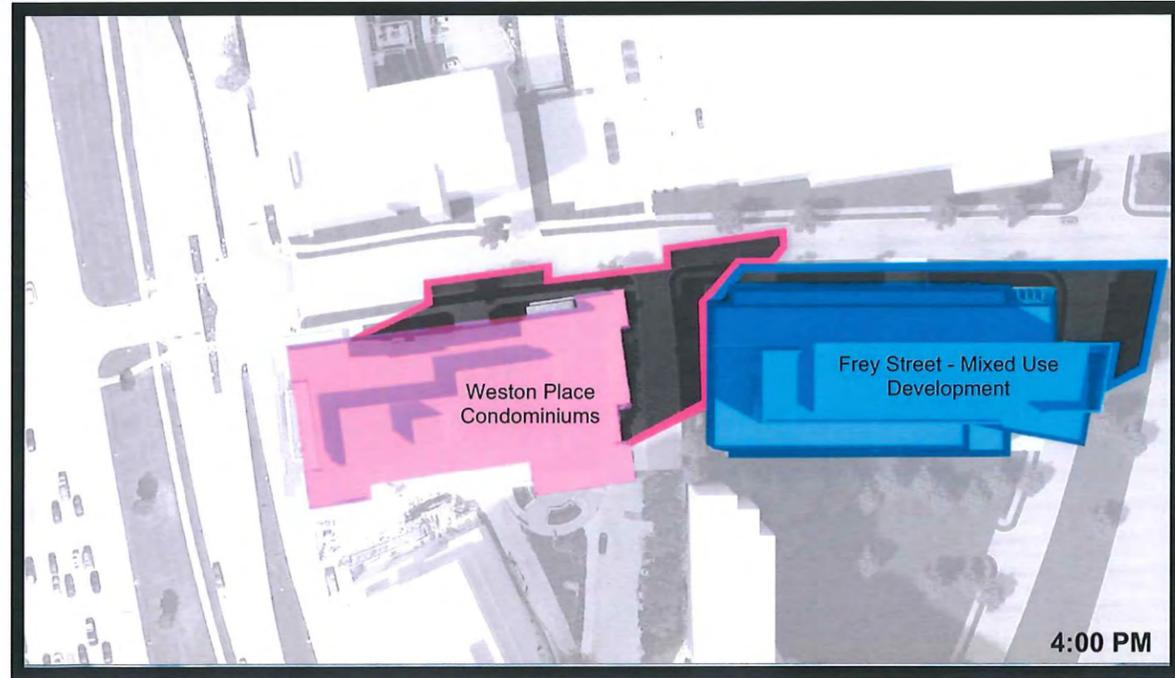 Weston Place
Condominiums
Frey Street - Mixed Use
Development
4:00 PM